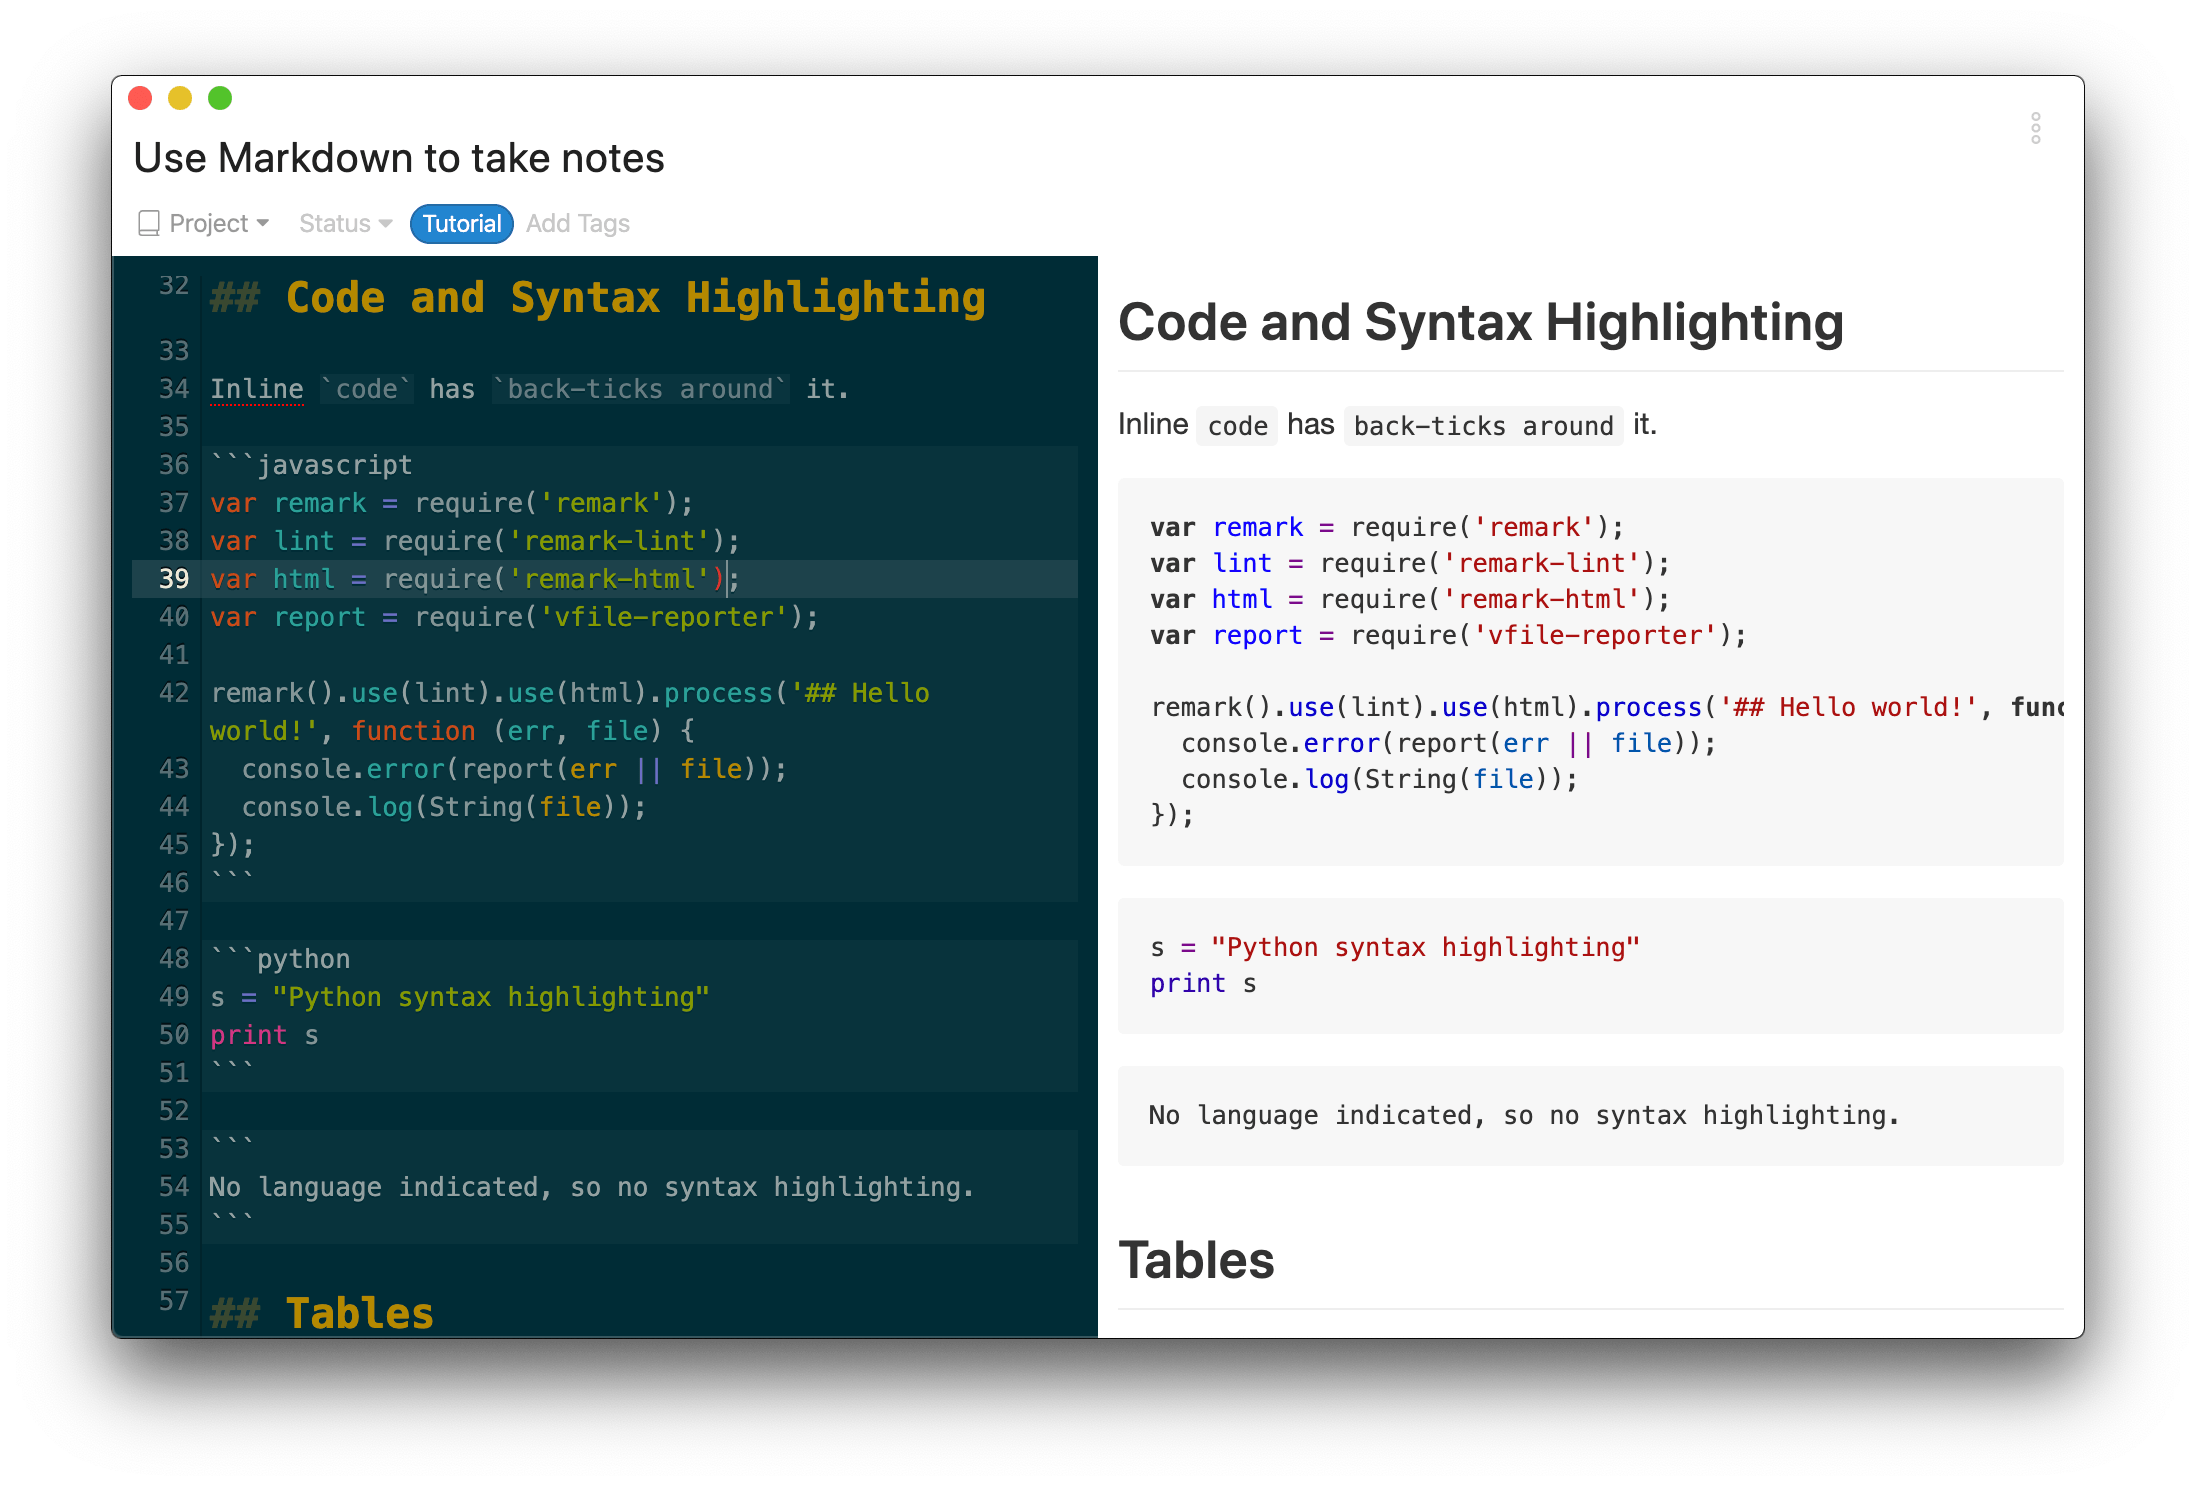 Use Markdown to take notes
Project Status Tutorial Add Tags
32 ## Code and Syntax Highlighting
33
34 Inline `code` has `back-ticks around` it.
35
36 ```javascript
37 var remark = require('remark');
38 var lint = require('remark-lint');
39 var html = require('remark-html');
40 var report = require('vfile-reporter');
41
42 remark().use(lint).use(html).process('## Hello
world!', function (err, file) {
43   console.error(report(err || file));
44   console.log(String(file));
45 });
46 ```
47
48 ```python
49 s = "Python syntax highlighting"
50 print s
51 ```
52
53 ```
54 No language indicated, so no syntax highlighting.
55 ```
56
57 ## Tables
Code and Syntax Highlighting
Inline code has back-ticks around it.
var remark = require('remark');
var lint = require('remark-lint');
var html = require('remark-html');
var report = require('vfile-reporter');
remark().use(lint).use(html).process('## Hello world!', func
  console.error(report(err || file));
  console.log(String(file));
});
s = "Python syntax highlighting"
print s
No language indicated, so no syntax highlighting.
Tables